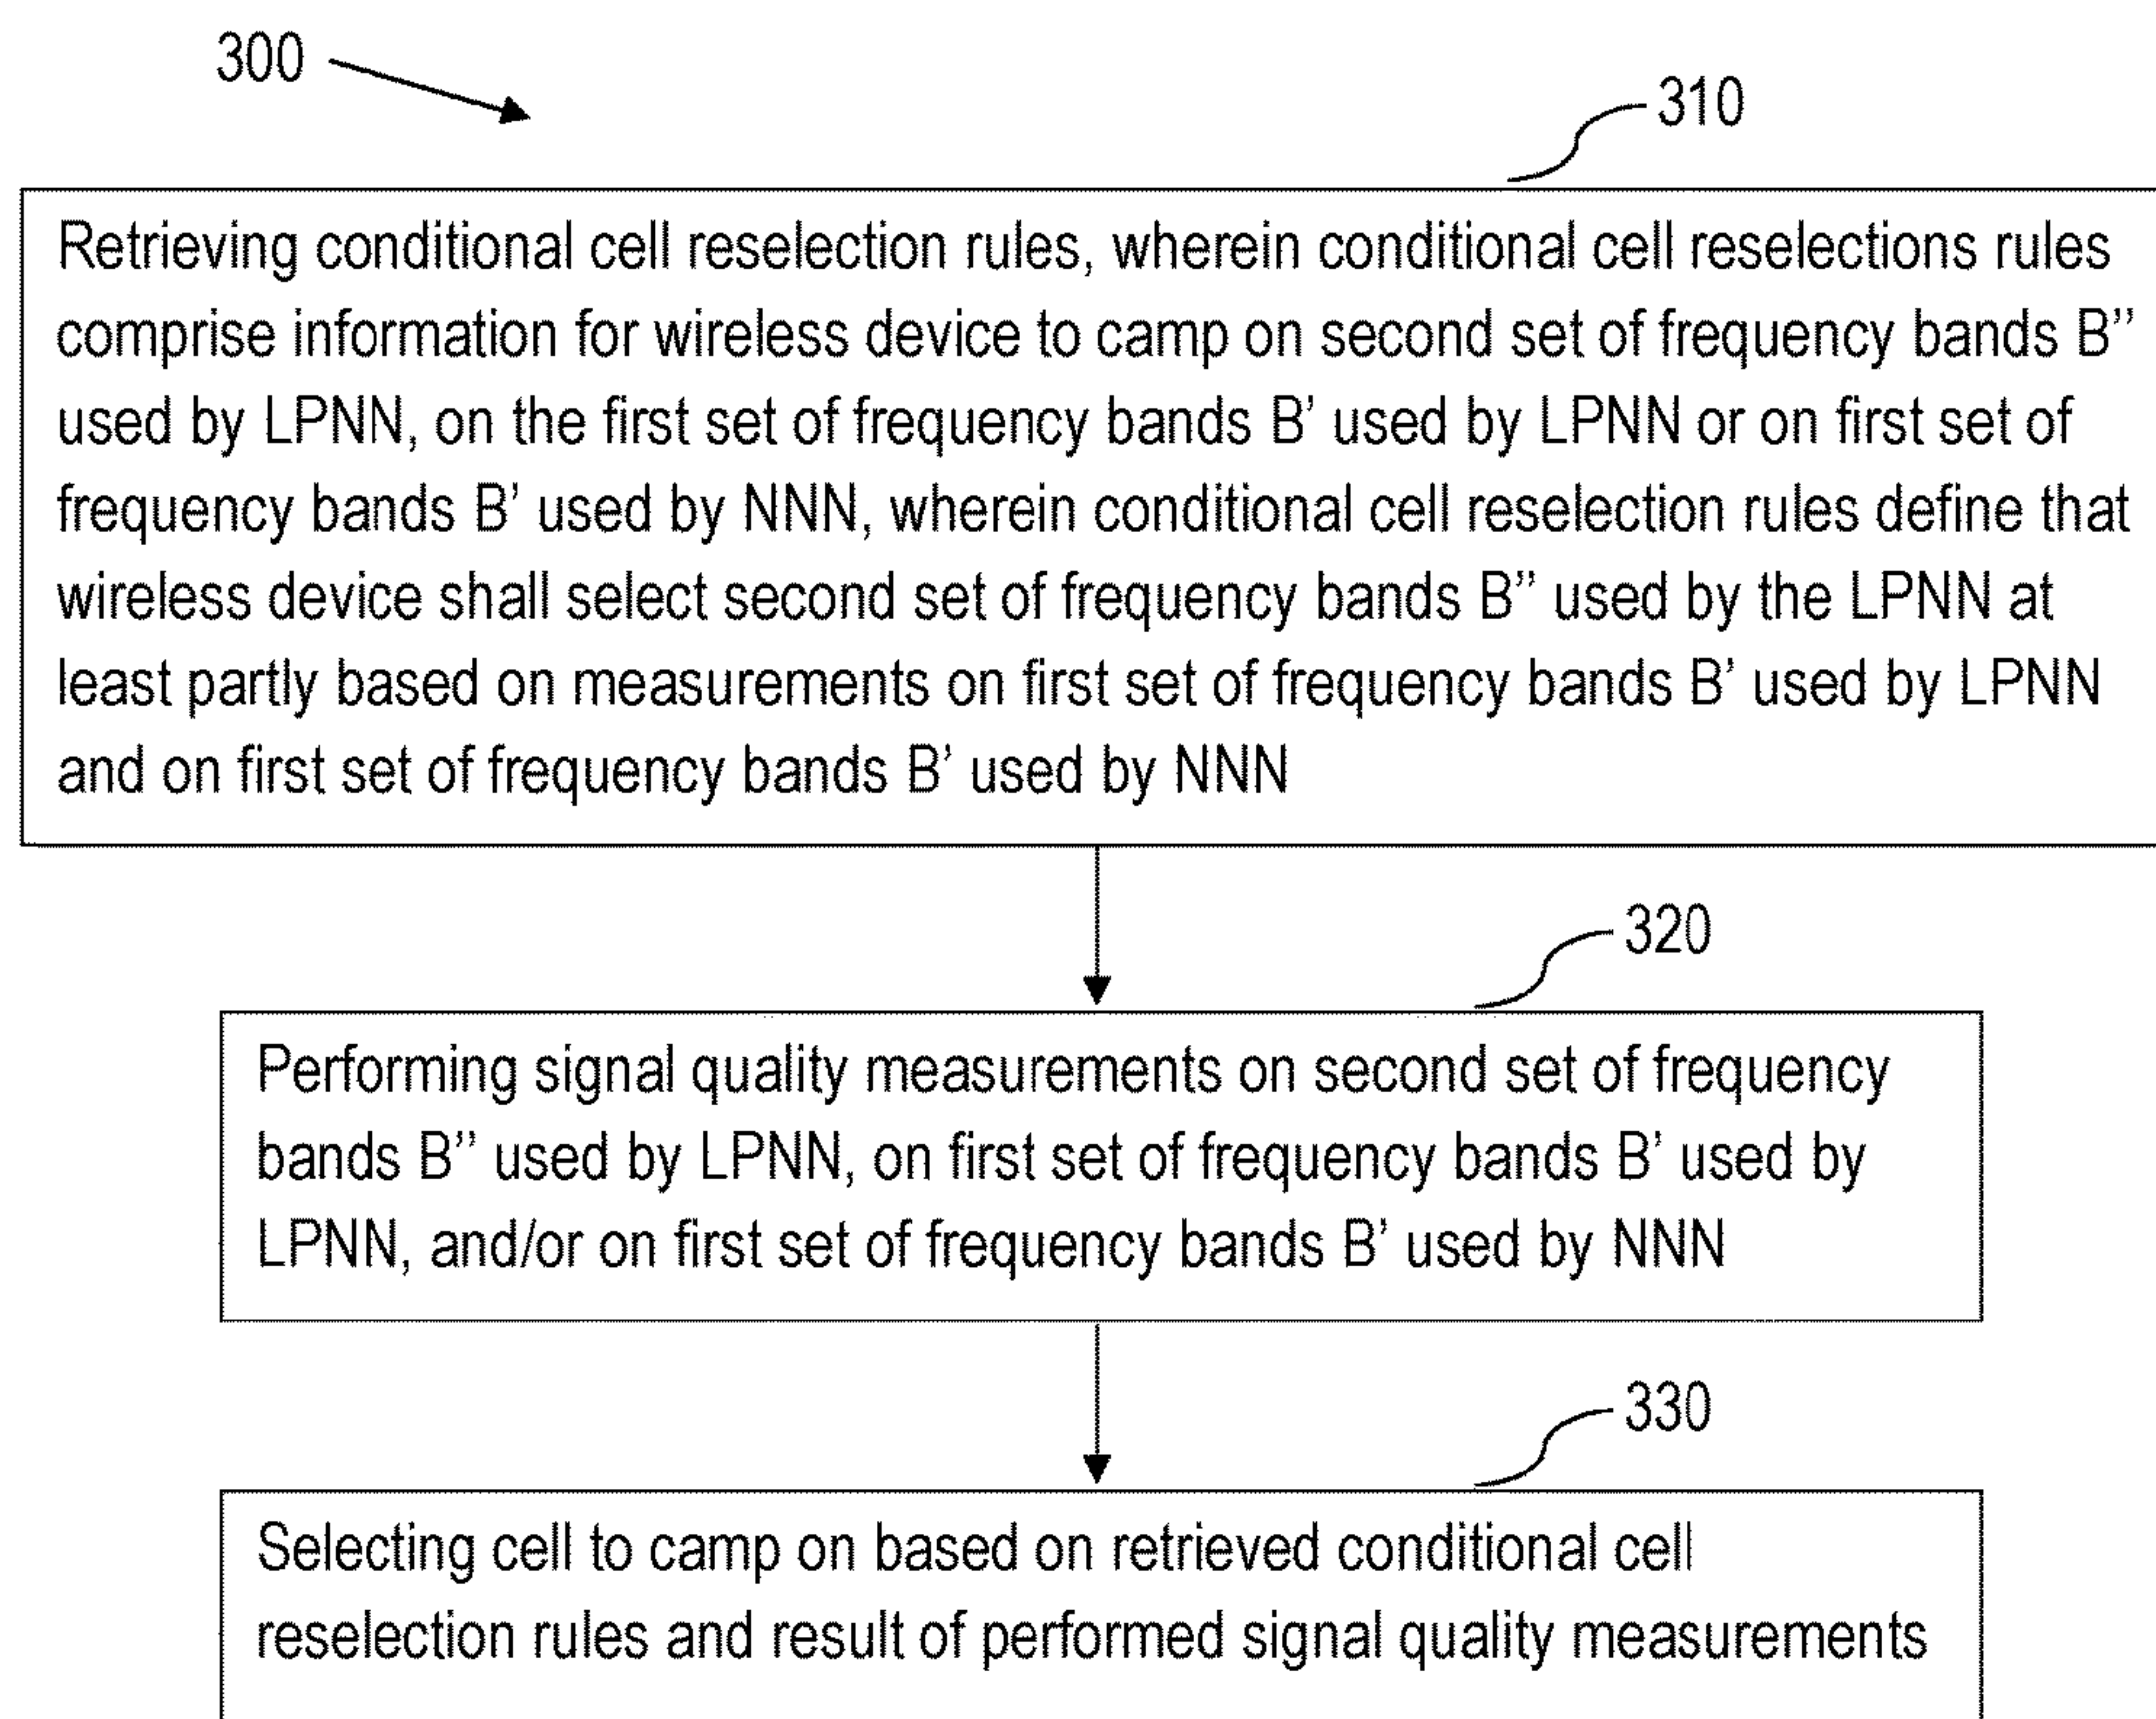 300
310
Retrieving conditional cell reselection rules, wherein conditional cell reselections rules
comprise information for wireless device to camp on second set of frequency bands B’’
used by LPNN, on the first set of frequency bands B’ used by LPNN or on first set of
frequency bands B’ used by NNN, wherein conditional cell reselection rules define that
wireless device shall select second set of frequency bands B’’ used by the LPNN at
least partly based on measurements on first set of frequency bands B’ used by LPNN
and on first set of frequency bands B’ used by NNN
320
Performing signal quality measurements on second set of frequency
bands B’’ used by LPNN, on first set of frequency bands B’ used by
LPNN, and/or on first set of frequency bands B’ used by NNN
330
Selecting cell to camp on based on retrieved conditional cell
reselection rules and result of performed signal quality measurements